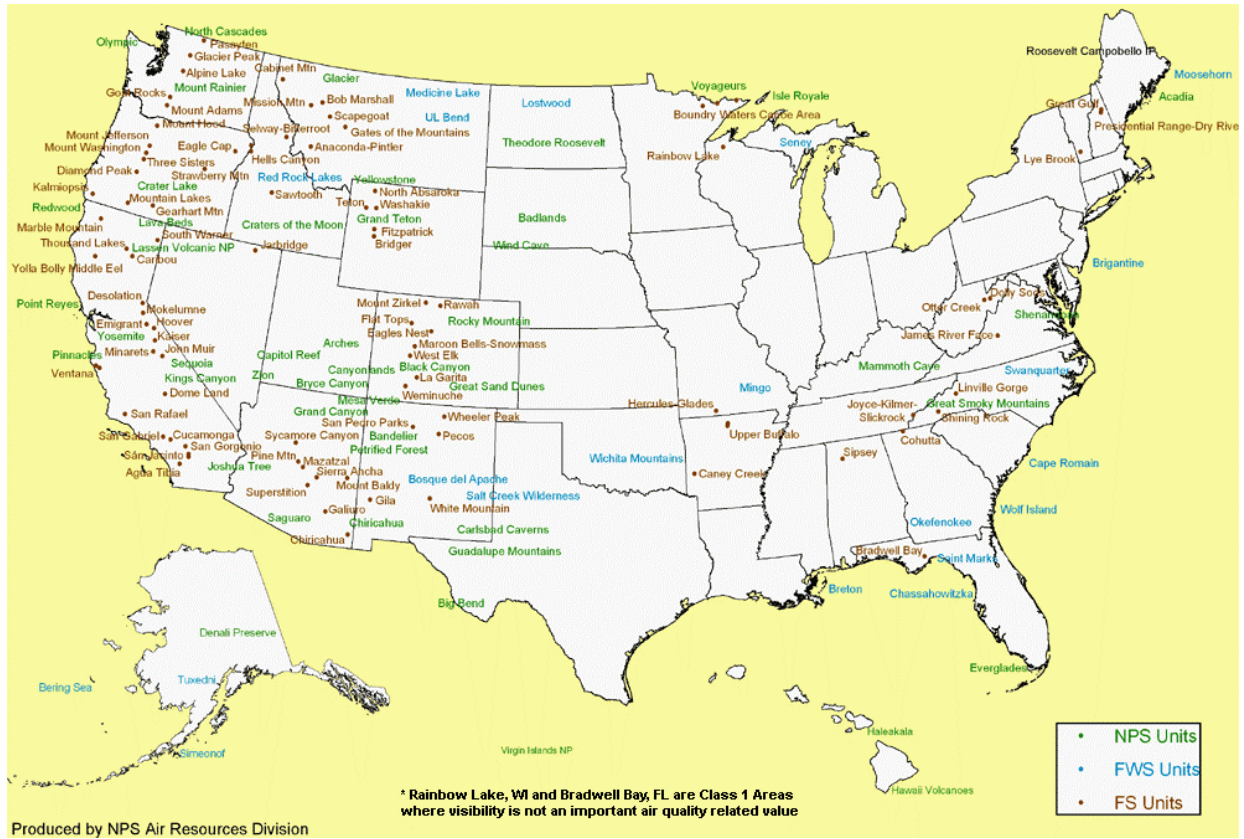 North Cascades
Olympic
Pasayten
Glacier Peak
Alpine Lake
Cabinet Mtn
Glacier
Goat Rocks
Mount Rainier
Mission Mtn
Bob Marshall
Medicine Lake
Lostwood
Voyageurs
Isle Royale
Roosevelt Campobello IP
Moosehorn
Acadia
Mount Adams
Scapegoat
UL Bend
Boundry Waters Canoe Area
Great Gulf
Mount Hood
Selway-Bitterroot
Gates of the Mountains
Presidential Range-Dry Rive
Mount Jefferson
Mount Washington
Eagle Cap
Anaconda-Pintler
Theodore Roosevelt
Rainbow Lake
Seney
Lye Brook
Three Sisters
Hells Canyon
Diamond Peak
Strawberry Mtn
Red Rock Lakes
Yellowstone
Kalmiopsis
Crater Lake
Sawtooth
North Absaroka
Mountain Lakes
Teton
Washakie
Redwood
Gearhart Mtn
Lava Beds
Craters of the Moon
Grand Teton
Badlands
Marble Mountain
South Warner
Fitzpatrick
Thousand Lakes
Lassen Volcanic NP
Jarbridge
Bridger
Wind Cave
Caribou
Yolla Bolly Middle Eel
Brigantine
Desolation
Mount Zirkel
Rawah
Otter Creek
Dolly Sods
Point Reyes
Mokelumne
Emigrant
Hoover
Flat Tops
Rocky Mountain
Shenandoah
Yosemite
Kaiser
Eagles Nest
James River Face
Pinnacles
Minarets
John Muir
Arches
Maroon Bells-Snowmass
Capitol Reef
West Elk
Ventana
Sequoia
Canyonlands
Black Canyon
Mammoth Cave
Swanquarter
Kings Canyon
Zion
Bryce Canyon
La Garita
Great Sand Dunes
Mingo
Dome Land
Weminuche
Linville Gorge
Mesa Verde
Hercules-Glades
Joyce-Kilmer-
Slickrock
Great Smoky Mountains
San Rafael
Grand Canyon
San Pedro Parks
Wheeler Peak
Shining Rock
San Gabriel
Cucamonga
Sycamore Canyon
Bandelier
Pecos
Upper Buffalo
Cohutta
San Gorgonio
Petrified Forest
San Jacinto
Pine Mtn
Mazatzal
Wichita Mountains
Sipsey
Cape Romain
Agua Tibia
Joshua Tree
Sierra Ancha
Bosque del Apache
Caney Creek
Superstition
Mount Baldy
Salt Creek Wilderness
Gila
White Mountain
Galiuro
Wolf Island
Saguaro
Chiricahua
Carlsbad Caverns
Okefenokee
Chiricahua
Guadalupe Mountains
Bradwell Bay
Saint Marks
Big Bend
Breton
Chassahowitzka
Denali Preserve
Everglades
Bering Sea
Tuxedni
Simeonof
Virgin Islands NP
Haleakala
Hawaii Volcanoes
NPS Units
FWS Units
FS Units
* Rainbow Lake, WI and Bradwell Bay, FL are Class 1 Areas
where visibility is not an important air quality related value
Produced by NPS Air Resources Division